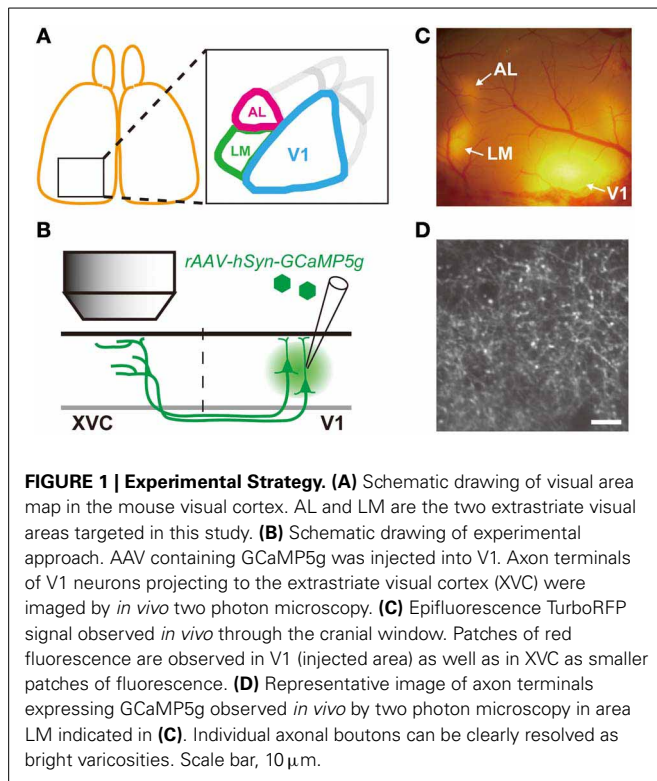 A
AL
LM
V1
C
AL
LM
V1
B
rAAV-hSyn-GCaMP5g
XVC
V1
D
FIGURE 1 | Experimental Strategy. (A) Schematic drawing of visual area
map in the mouse visual cortex. AL and LM are the two extrastriate visual
areas targeted in this study. (B) Schematic drawing of experimental
approach. AAV containing GCaMP5g was injected into V1. Axon terminals
of V1 neurons projecting to the extrastriate visual cortex (XVC) were
imaged by in vivo two photon microscopy. (C) Epifluorescence TurboRFP
signal observed in vivo through the cranial window. Patches of red
fluorescence are observed in V1 (injected area) as well as in XVC as smaller
patches of fluorescence. (D) Representative image of axon terminals
expressing GCaMP5g observed in vivo by two photon microscopy in area
LM indicated in (C). Individual axonal boutons can be clearly resolved as
bright varicosities. Scale bar, 10 μm.